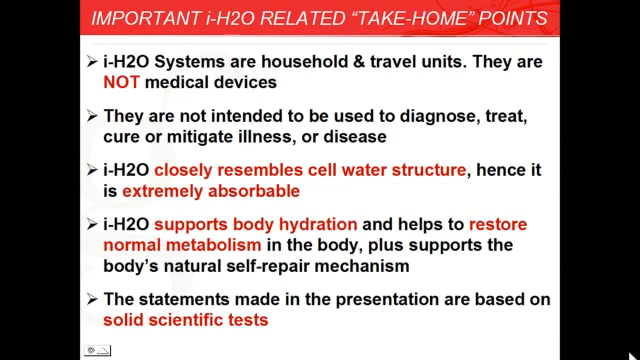 IMPORTANT i-H2O RELATED “TAKE-HOME” POINTS
➢ i-H2O Systems are household & travel units. They are
NOT medical devices
➢ They are not intended to be used to diagnose, treat,
cure or mitigate illness, or disease
➢ i-H2O closely resembles cell water structure, hence it
is extremely absorbable
➢ i-H2O supports body hydration and helps to restore
normal metabolism in the body, plus supports the
body’s natural self-repair mechanism
➢ The statements made in the presentation are based on
solid scientific tests